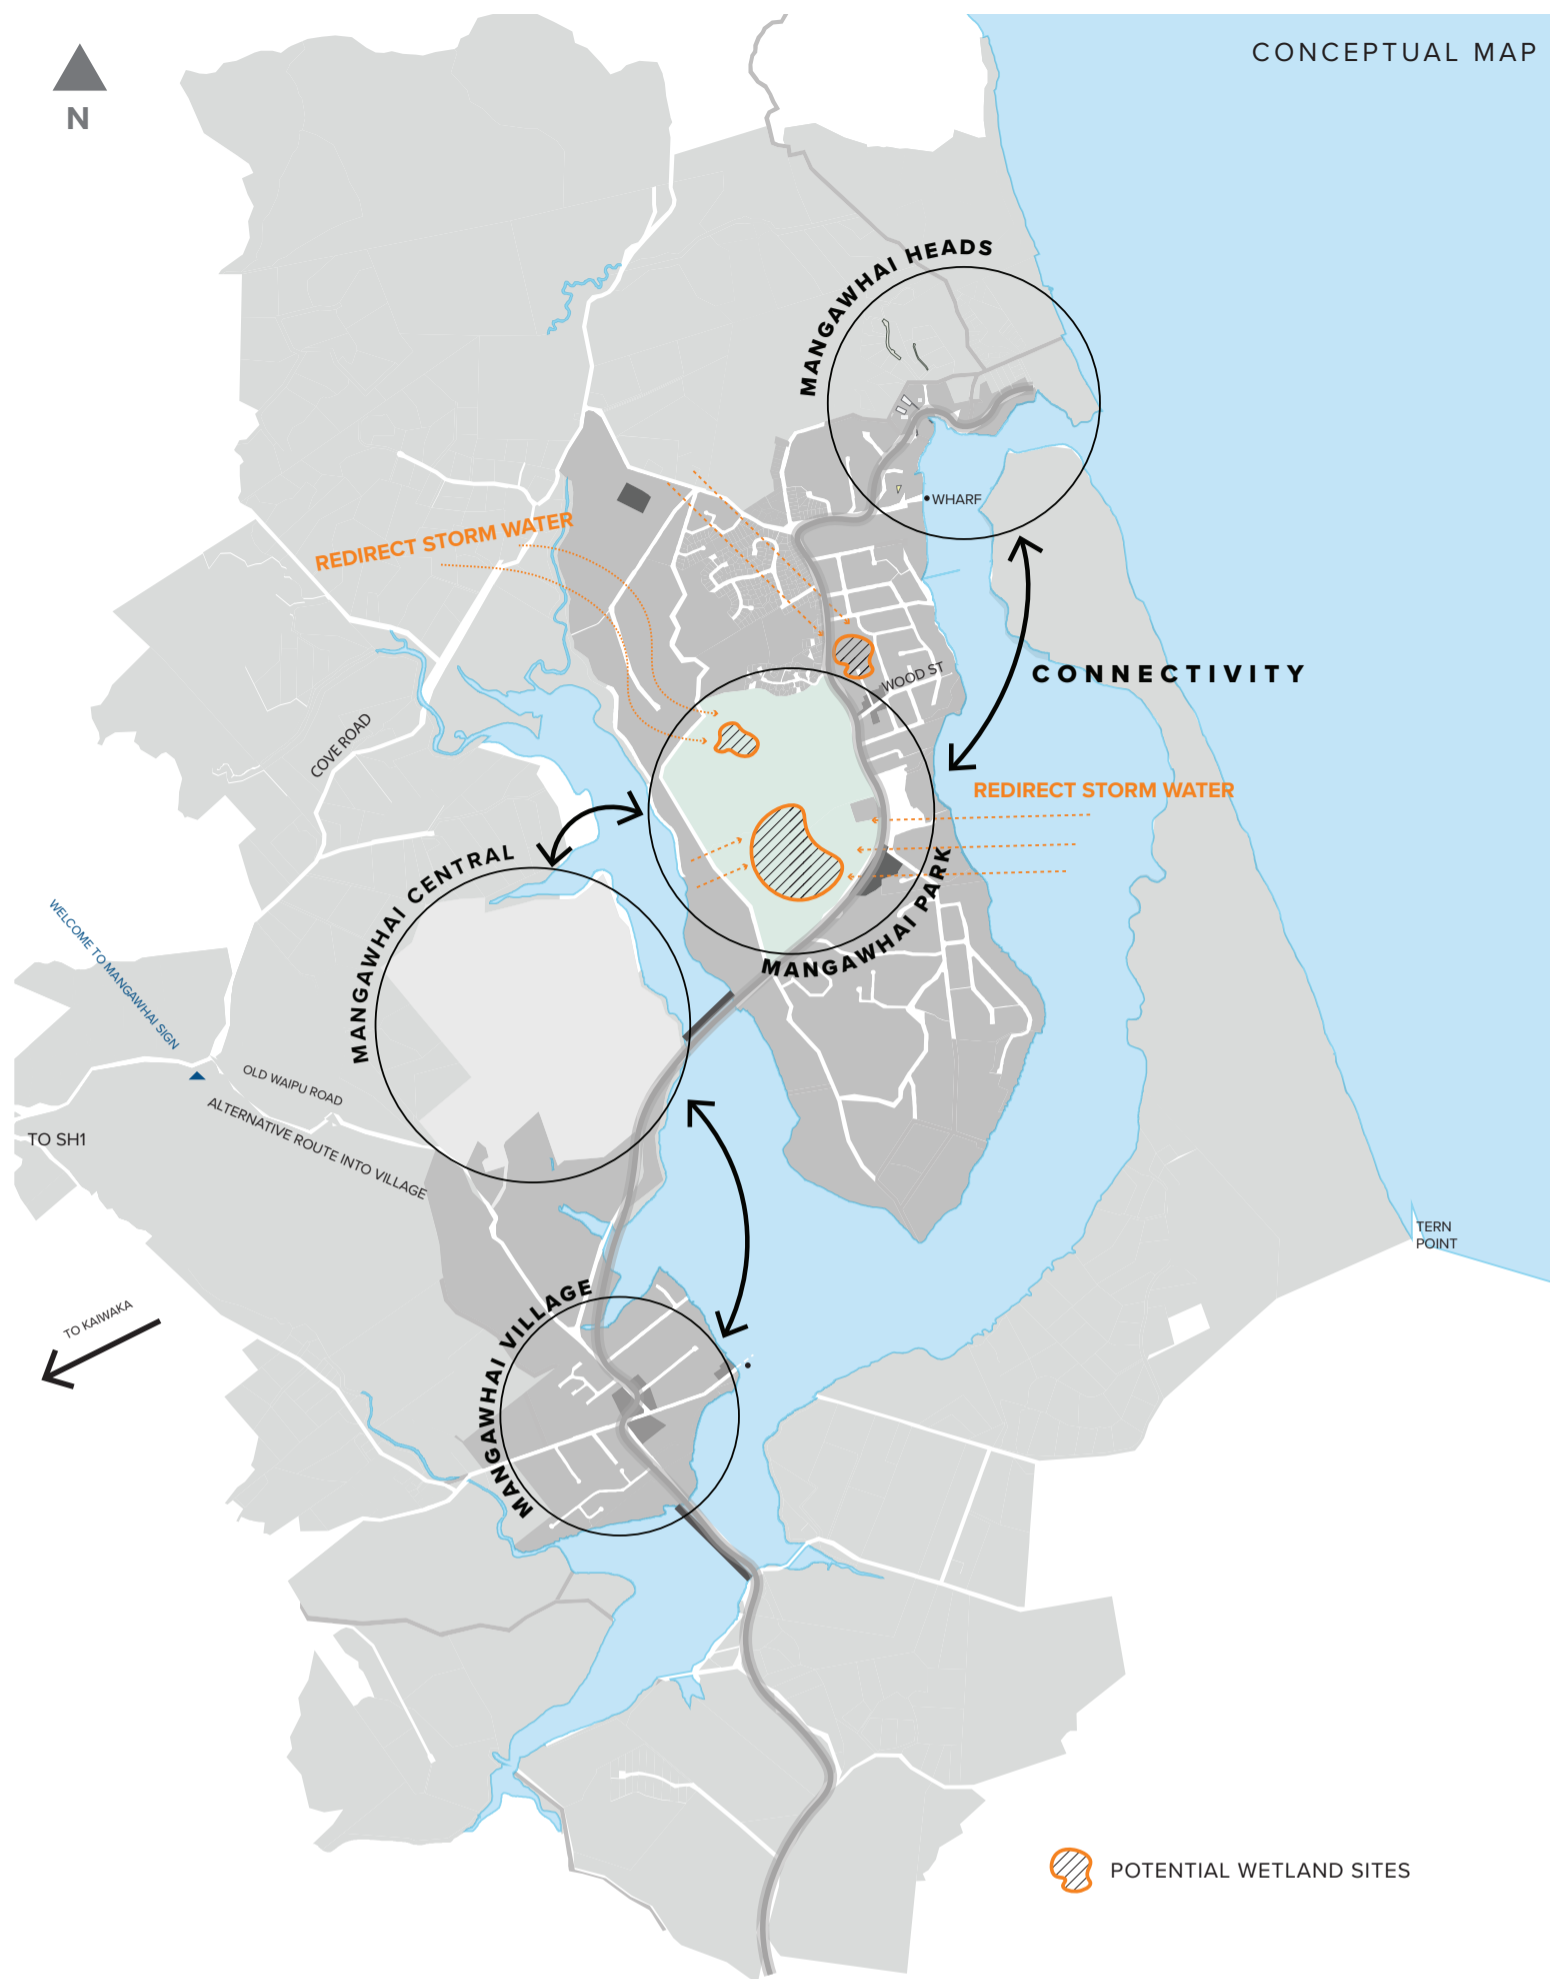 CONCEPTUAL MAP
N
MANGAWHAI HEADS
WHARF
REDIRECT STORM WATER
WOOD ST
CONNECTIVITY
COVE ROAD
REDIRECT STORM WATER
MANGAWHAI CENTRAL
MANGAWHAI PARK
WELCOME TO MANGAWHAI SIGN
OLD WAIPU ROAD
ALTERNATIVE ROUTE INTO VILLAGE
TO SH1
TERN
POINT
TO KAIWAKA
MANGAWHAI VILLAGE
POTENTIAL WETLAND SITES